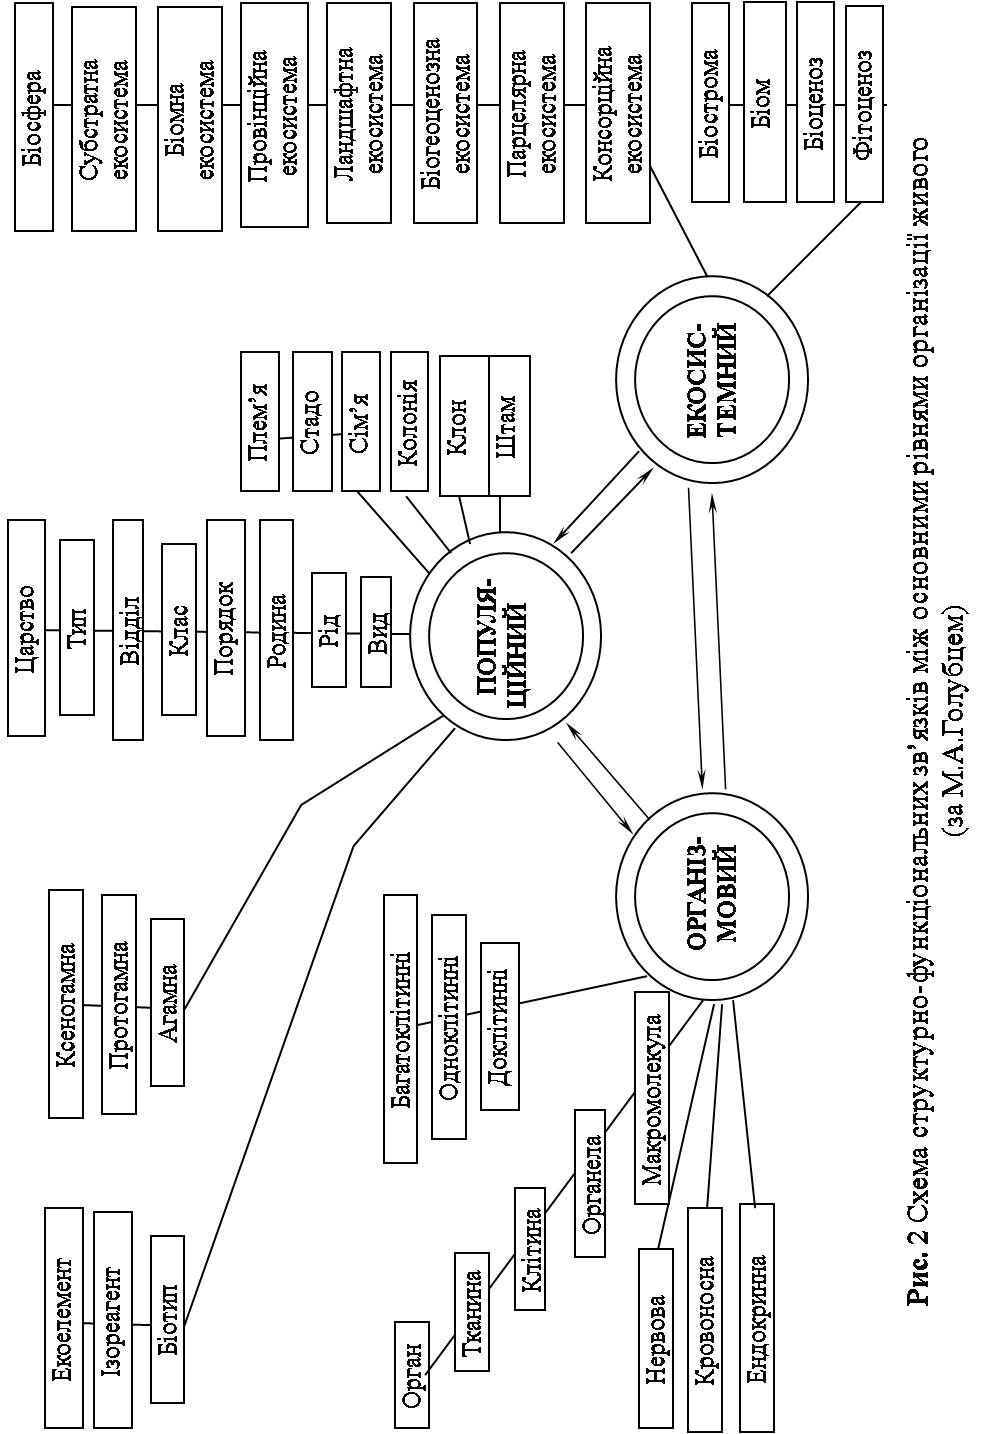 Екоелемент
Ізореагент
Біотип
Ксеногамна
Протогамна
Агамна
Царство
Тип
Відділ
Клас
Порядок
Родина
Рід
Вид
Плем’я
Стадо
Сім’я
Колонія
Клон
Штам
Біосфера
Субстратна
екосистема
Біомна
екосистема
Провінційна
екосистема
Ландшафтна
екосистема
Біогеоценозна
екосистема
Парцелярна
екосистема
Консорційна
екосистема
Біострома
Біом
Біоценоз
Фітоценоз
ПОПУЛЯ-
ЦІЙНИЙ
Багатоклітинні
Одноклітинні
Доклітинні
Орган
Тканина
Клітина
Органела
Макромолекула
Нервова
Кровоносна
Ендокринна
ОРГАНІЗ-
МОВИЙ
ЕКОСИС-
ТЕМНИЙ
Рис. 2 Схема структурно-функціональних зв’язків між основними рівнями організації живого
(за М.А.Голубцем)